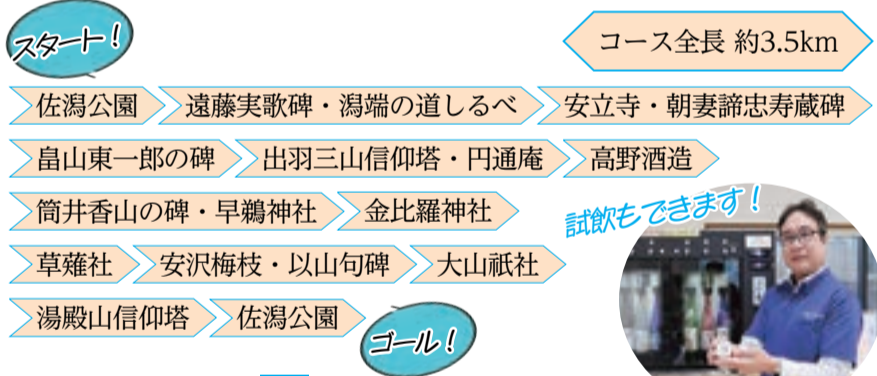 スタート！
コース全長 約3.5km
佐潟公園 遠藤実歌碑・潟端の道しるべ 安立寺・朝妻諦忠寿蔵碑
畠山東一郎の碑 出羽三山信仰塔・円通庵 高野酒造
筒井香山の碑・早鵜神社 金比羅神社
試飲もできます！
草薙社 安沢梅枝・以山句碑 大山祇社
湯殿山信仰塔 佐潟公園
ゴール！